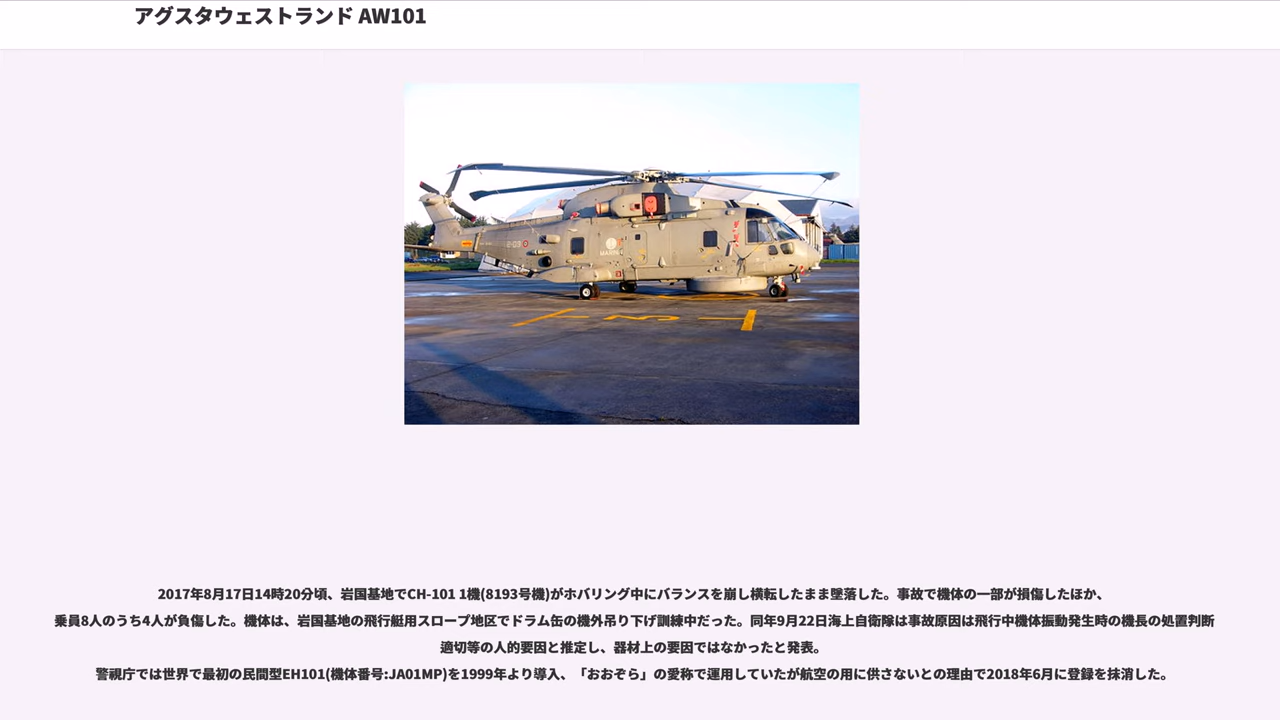 アグスタウェストランド AW101
2-09
MARINA
2017年8月17日14時20分頃、岩国基地でCH-101 1機(8193号機)がホバリング中にバランスを崩し横転したまま墜落した。事故で機体の一部が損傷したほか、
乗員8人のうち4人が負傷した。機体は、岩国基地の飛行艇用スロープ地区でドラム缶の機外吊り下げ訓練中だった。同年9月22日海上自衛隊は事故原因は飛行中機体振動発生時の機長の処置判断
適切等の人的要因と推定し、器材上の要因ではなかったと発表。
警視庁では世界で最初の民間型EH101(機体番号:JA01MP)を1999年より導入、「おおぞら」の愛称で運用していたが航空の用に供さないとの理由で2018年6月に登録を抹消した。